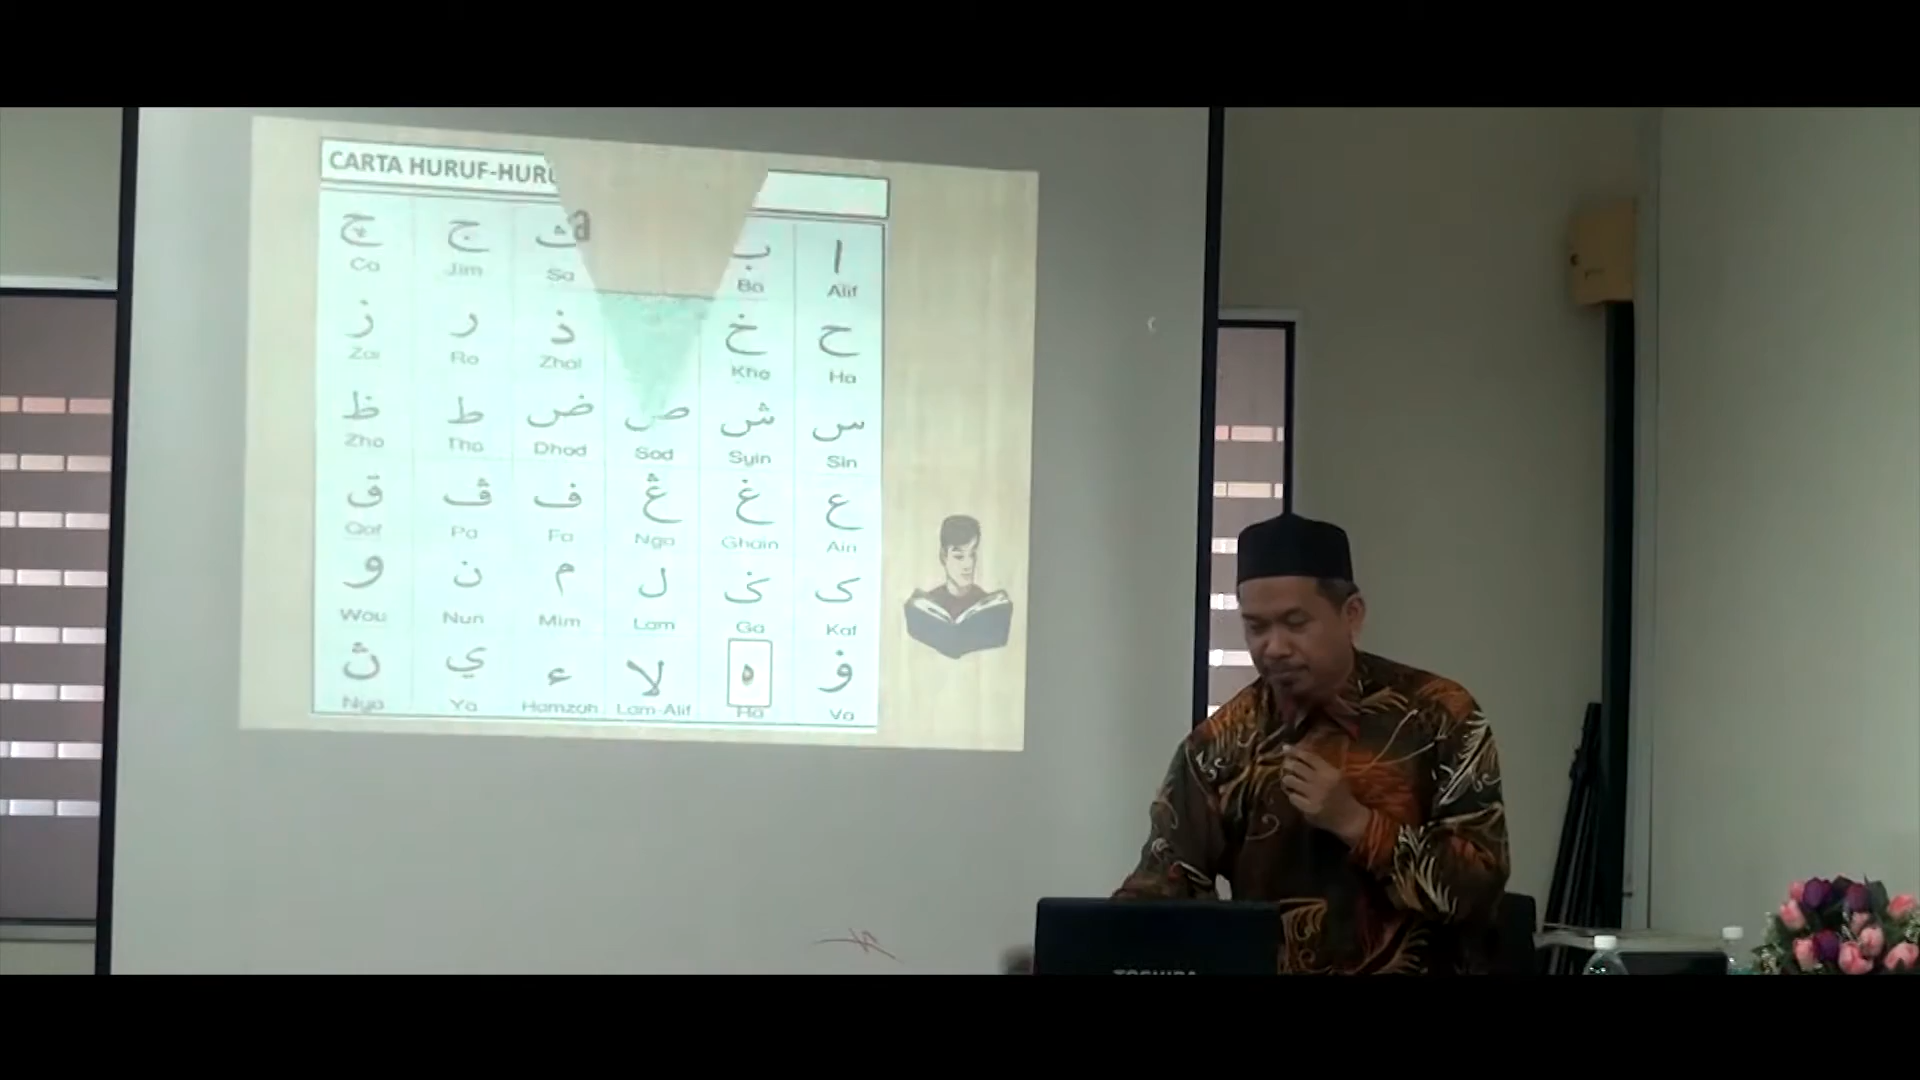 CARTA HURUF-HURU
چ ج ث ب ا
Ca Jim Sa Ba Alif
ز ر ذ خ ح
Zai Ro Zhal Kho Ha
ظ ط ض ص ش س
Zho Tho Dhod Sod Syin Sin
ق ڤ ف ڠ غ ع
Qaf Pa Fa Nga Ghain Ain
و ن م ل ݢ ک
Wau Nun Mim Lam Ga Kaf
ڽ ي ء لا ه ۏ
Nya Ya Hamzah Lam-Alif Ha Va
TOSHIBA